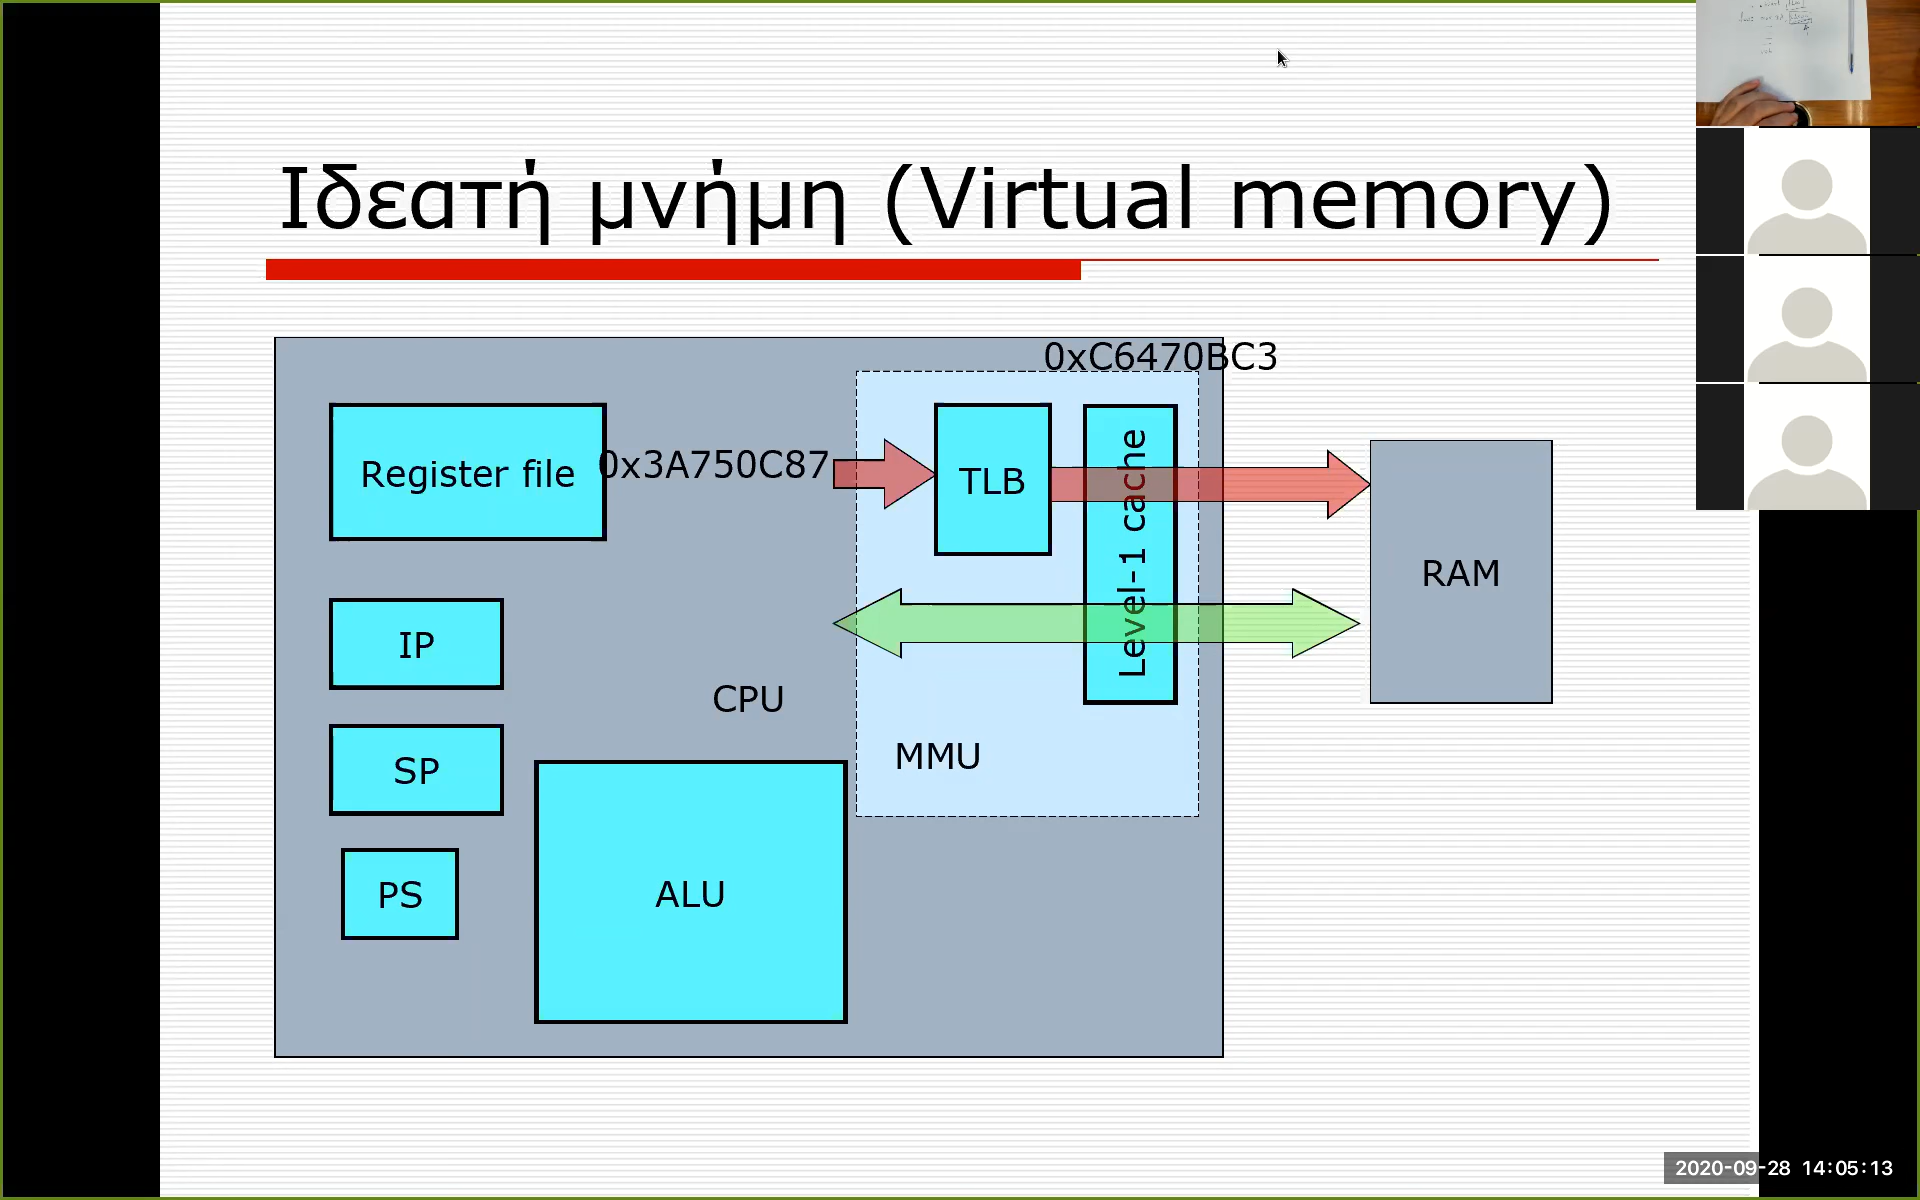 Ιδεατή μνήμη (Virtual memory)
0xC6470BC3
Register file
0x3A750C87
TLB
Level-1 cache
RAM
IP
CPU
SP
MMU
PS
ALU
2020-09-28 14:05:13